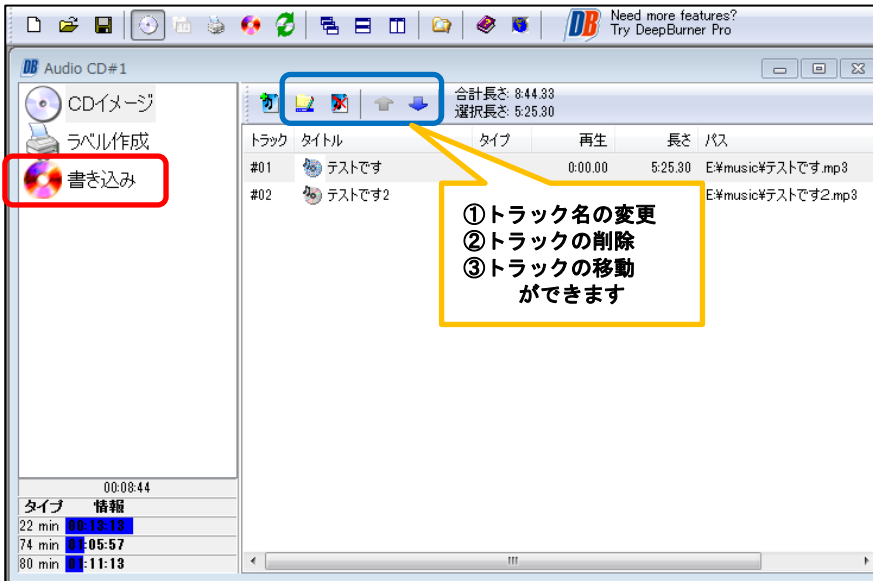 DB
Need more features?
Try DeepBurner Pro
DB Audio CD#1
CDイメージ
ラベル作成
書き込み
合計長さ: 8:44.33
選択長さ: 5:25.30
トラック タイトル タイプ 再生 長さ パス
#01 テストです 0:00.00 5:25.30 E:¥music¥テストです.mp3
#02 テストです2 E:¥music¥テストです2.mp3
①トラック名の変更
②トラックの削除
③トラックの移動
ができます
00:08:44
タイプ 情報
22 min 00:13:13
74 min 01:05:57
80 min 01:11:13